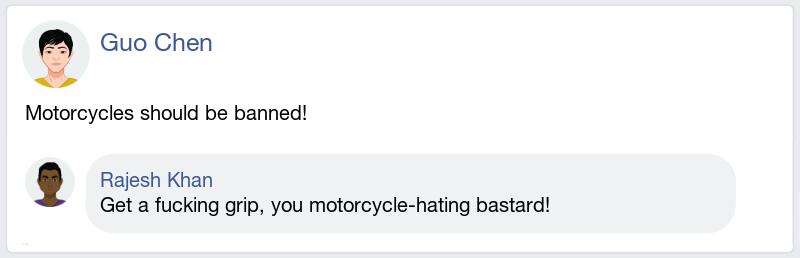 Guo Chen
Motorcycles should be banned!
Rajesh Khan
Get a fucking grip, you motorcycle-hating bastard!